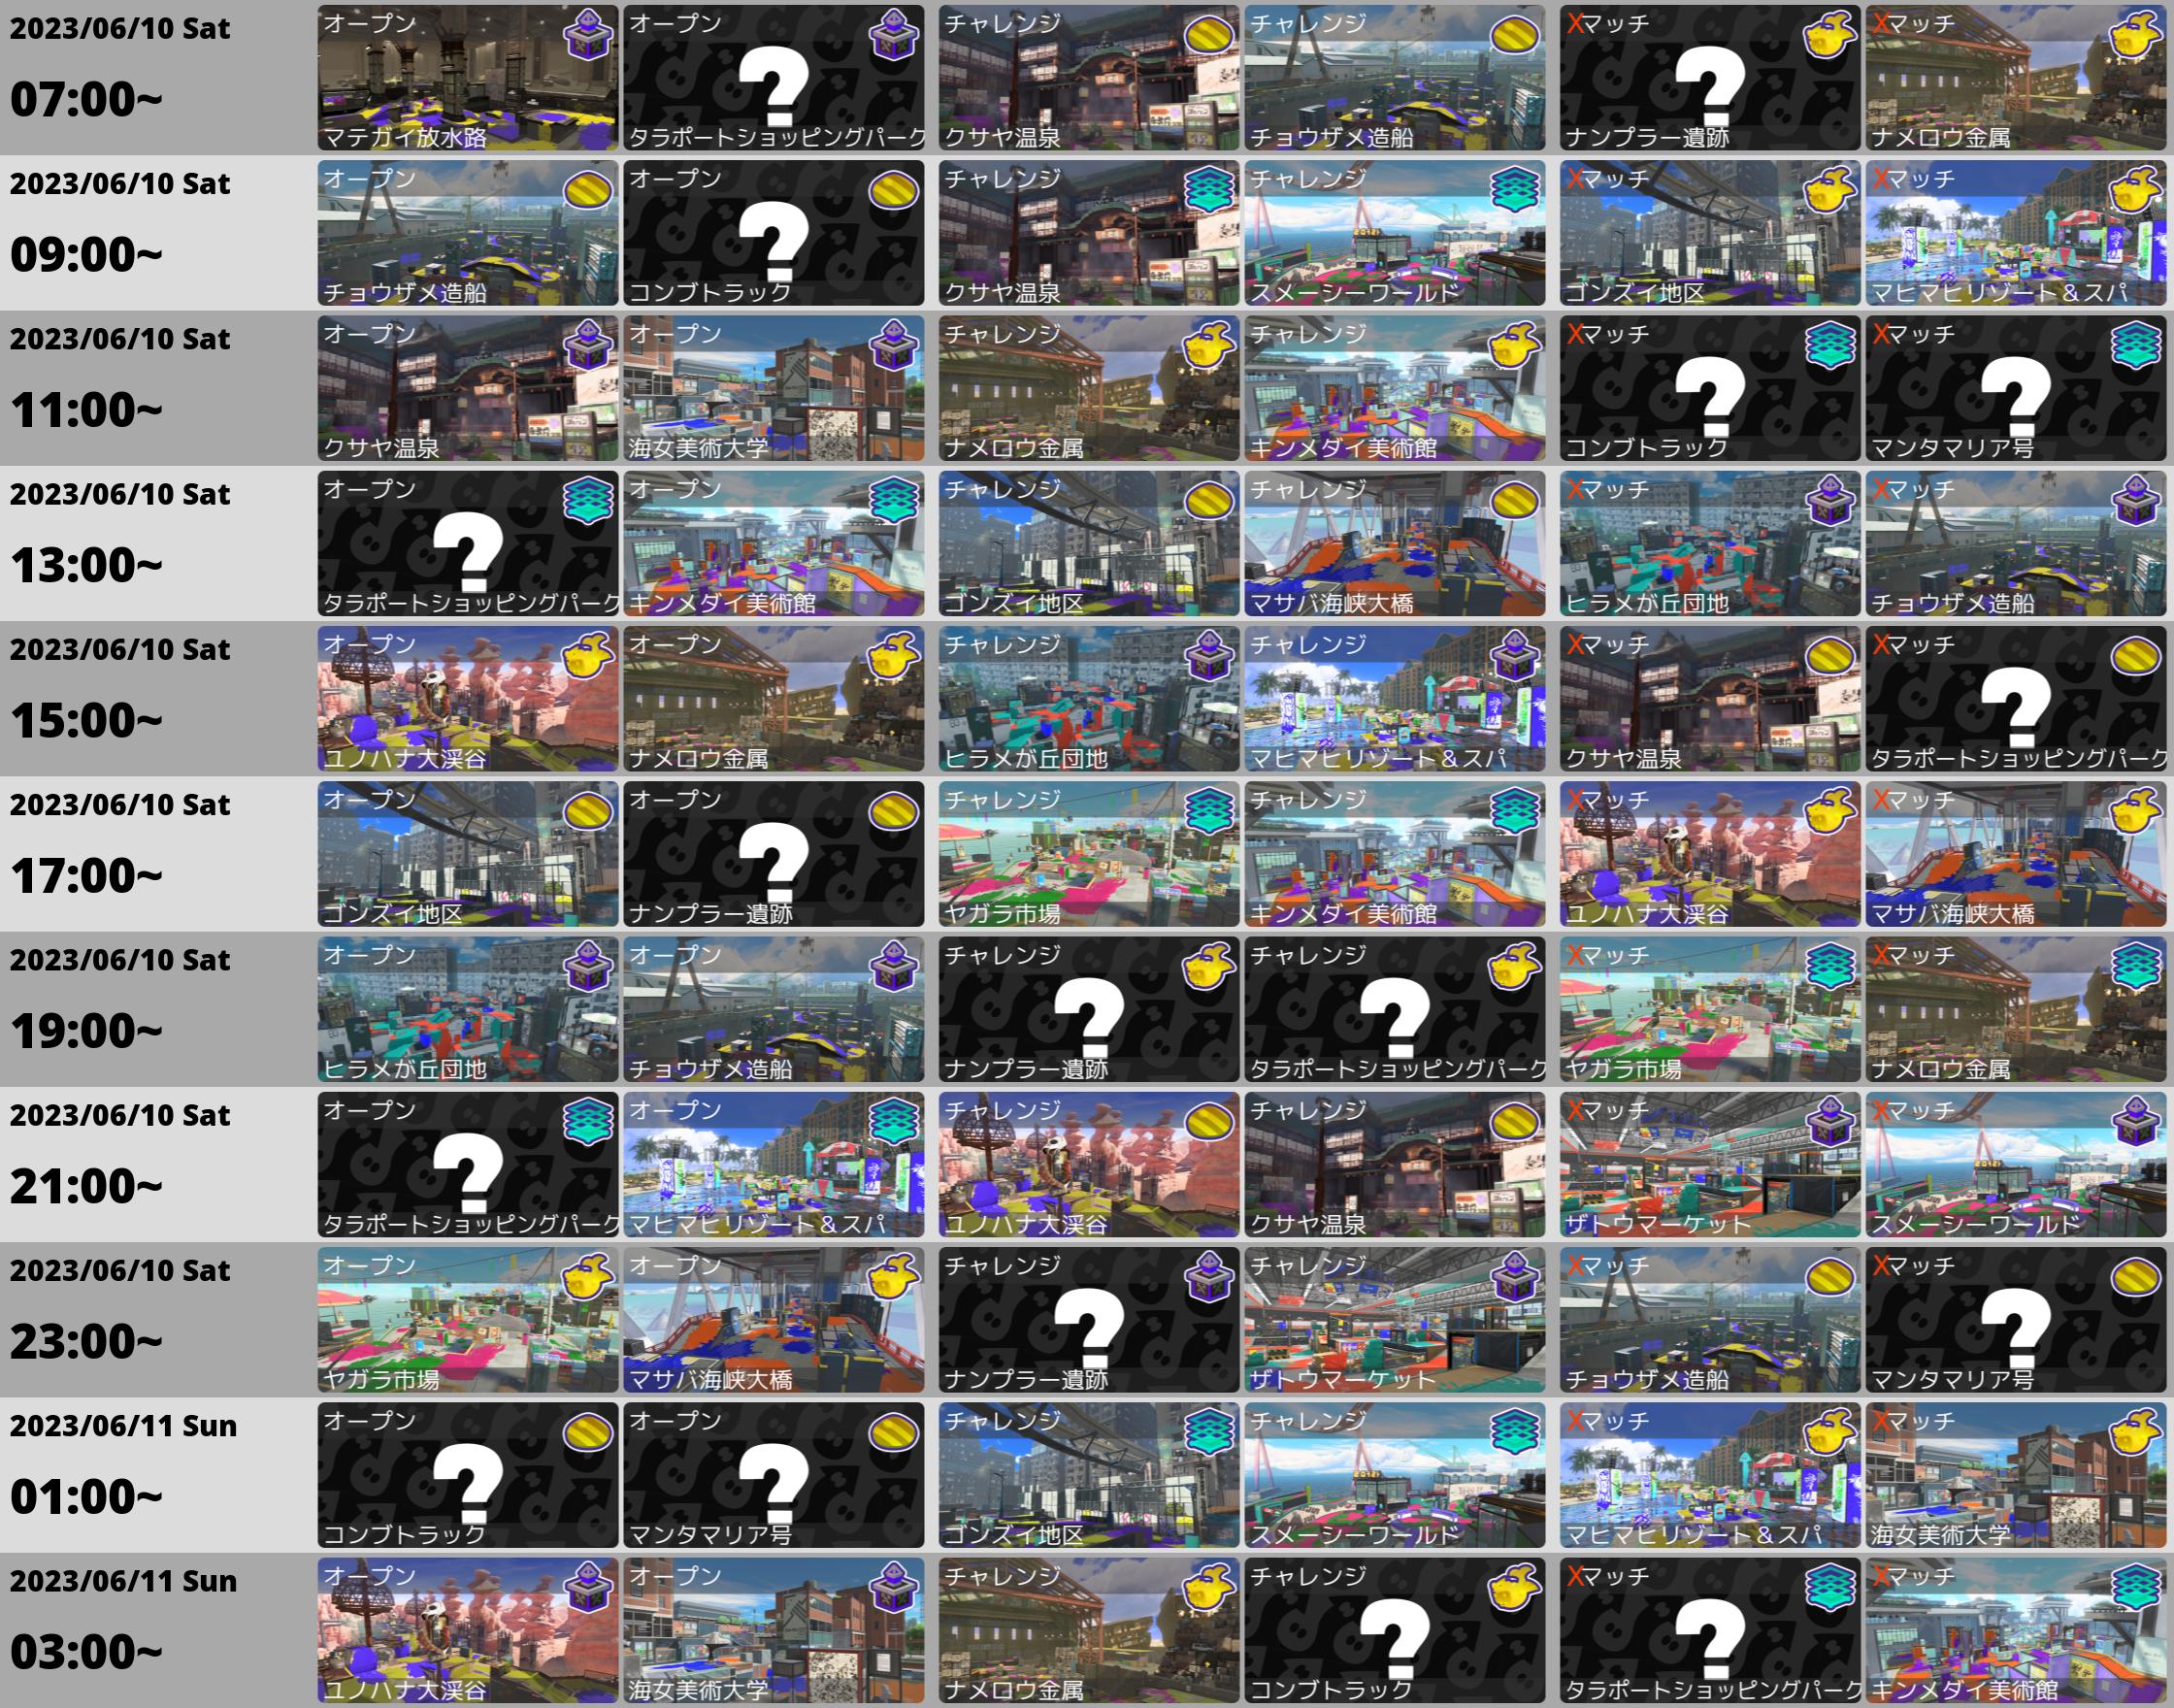 2023/06/10 Sat
07:00~
オープン
マテガイ放水路
オープン
タラポートショッピングパーク
チャレンジ
クサヤ温泉
チャレンジ
チョウザメ造船
Xマッチ
ナンプラー遺跡
Xマッチ
ナメロウ金属
2023/06/10 Sat
09:00~
オープン
チョウザメ造船
オープン
コンブトラック
チャレンジ
クサヤ温泉
チャレンジ
スメーシーワールド
Xマッチ
ゴンズイ地区
Xマッチ
マヒマヒリゾート＆スパ
2023/06/10 Sat
11:00~
オープン
クサヤ温泉
オープン
海女美術大学
チャレンジ
ナメロウ金属
チャレンジ
キンメダイ美術館
Xマッチ
コンブトラック
Xマッチ
マンタマリア号
2023/06/10 Sat
13:00~
オープン
タラポートショッピングパーク
オープン
キンメダイ美術館
チャレンジ
ゴンズイ地区
チャレンジ
マサバ海峡大橋
Xマッチ
ヒラメが丘団地
Xマッチ
チョウザメ造船
2023/06/10 Sat
15:00~
オープン
ユノハナ大渓谷
オープン
ナメロウ金属
チャレンジ
ヒラメが丘団地
チャレンジ
マヒマヒリゾート＆スパ
Xマッチ
クサヤ温泉
Xマッチ
タラポートショッピングパーク
2023/06/10 Sat
17:00~
オープン
ゴンズイ地区
オープン
ナンプラー遺跡
チャレンジ
ヤガラ市場
チャレンジ
キンメダイ美術館
Xマッチ
ユノハナ大渓谷
Xマッチ
マサバ海峡大橋
2023/06/10 Sat
19:00~
オープン
ヒラメが丘団地
オープン
チョウザメ造船
チャレンジ
ナンプラー遺跡
チャレンジ
タラポートショッピングパーク
Xマッチ
ヤガラ市場
Xマッチ
ナメロウ金属
2023/06/10 Sat
21:00~
オープン
タラポートショッピングパーク
オープン
マヒマヒリゾート＆スパ
チャレンジ
ユノハナ大渓谷
チャレンジ
クサヤ温泉
Xマッチ
ザトウマーケット
Xマッチ
スメーシーワールド
2023/06/10 Sat
23:00~
オープン
ヤガラ市場
オープン
マサバ海峡大橋
チャレンジ
ナンプラー遺跡
チャレンジ
ザトウマーケット
Xマッチ
チョウザメ造船
Xマッチ
マンタマリア号
2023/06/11 Sun
01:00~
オープン
コンブトラック
オープン
マンタマリア号
チャレンジ
ゴンズイ地区
チャレンジ
スメーシーワールド
Xマッチ
マヒマヒリゾート＆スパ
Xマッチ
海女美術大学
2023/06/11 Sun
03:00~
オープン
ユノハナ大渓谷
オープン
海女美術大学
チャレンジ
ナメロウ金属
チャレンジ
コンブトラック
Xマッチ
タラポートショッピングパーク
Xマッチ
キンメダイ美術館